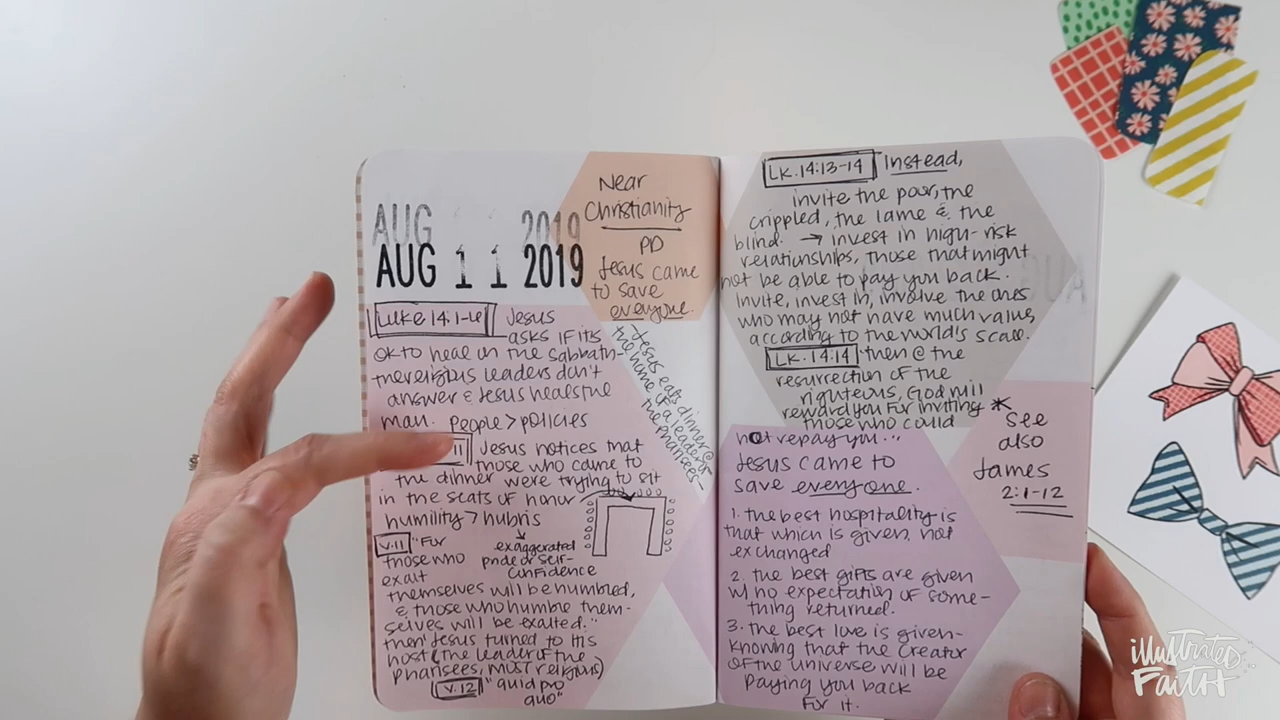 AUG 2019
AUG 1 1 2019
Near
Christianity
PD
Jesus came
to save
everyone.
Luke 14:1-6 Jesus
asks if its
ok to heal on the Sabbath-
the religious leaders don't
answer & Jesus heals the
man. people > policies
Jesus eats dinner @
the home of a leader of
the pharisees-
11 Jesus notices that
those who came to
the dinner were trying to sit
in the seats of honor
humility > hubris
exaggerated
pride or self-
confidence
v.11 "For
those who
exalt
themselves will be humbled,
& those who humble them-
selves will be exalted."
then Jesus turned to his
host (the leader of the
pharisees, most religious)
v.12 "quid pro
quo"
Lk. 14:13-14 Instead,
invite the poor, the
crippled, the lame & the
blind. → invest in high-risk
relationships, those that might
not be able to pay you back.
Invite, invest in, involve the ones
who may not have much value,
according to the world's scale.
Lk. 14:14 then @ the
resurrection of the
righteous, God will
reward you for inviting
those who could
not repay you."
* see
also
James
2:1-12
Jesus came to
save everyone.
1. the best hospitality is
that which is given, not
exchanged
2. the best gifts are given
w/ no expectation of some-
thing returned.
3. the best love is given-
knowing that the Creator
of the universe will be
paying you back
for it.
illustrated
Faith